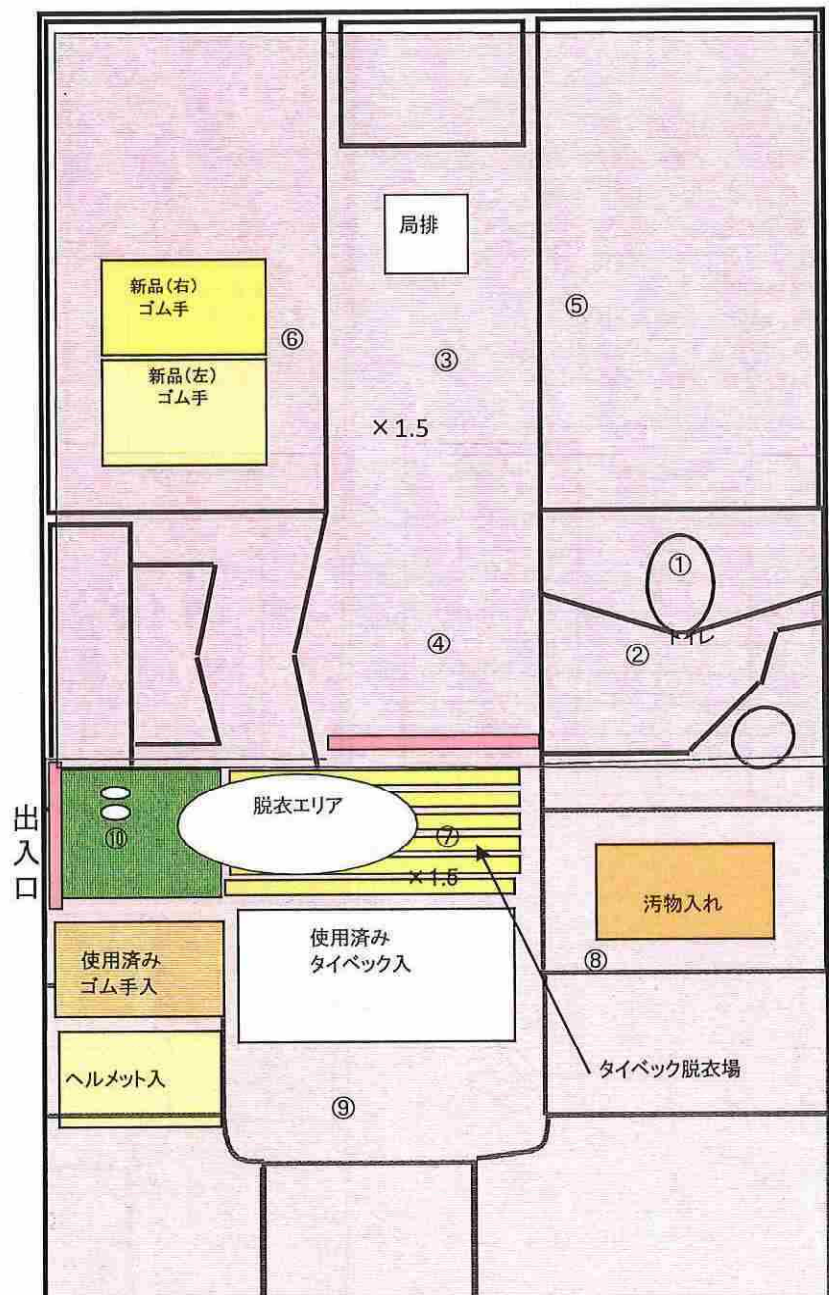 局排
新品(右)
ゴム手
⑤
⑥
新品(左)
ゴム手
③
×1.5
①
④
②
トイレ
出入口
脱衣エリア
⑦
⑩
×1.5
汚物入れ
使用済み
タイベック入
使用済み
ゴム手入
⑧
ヘルメット入
タイベック脱衣場
⑨